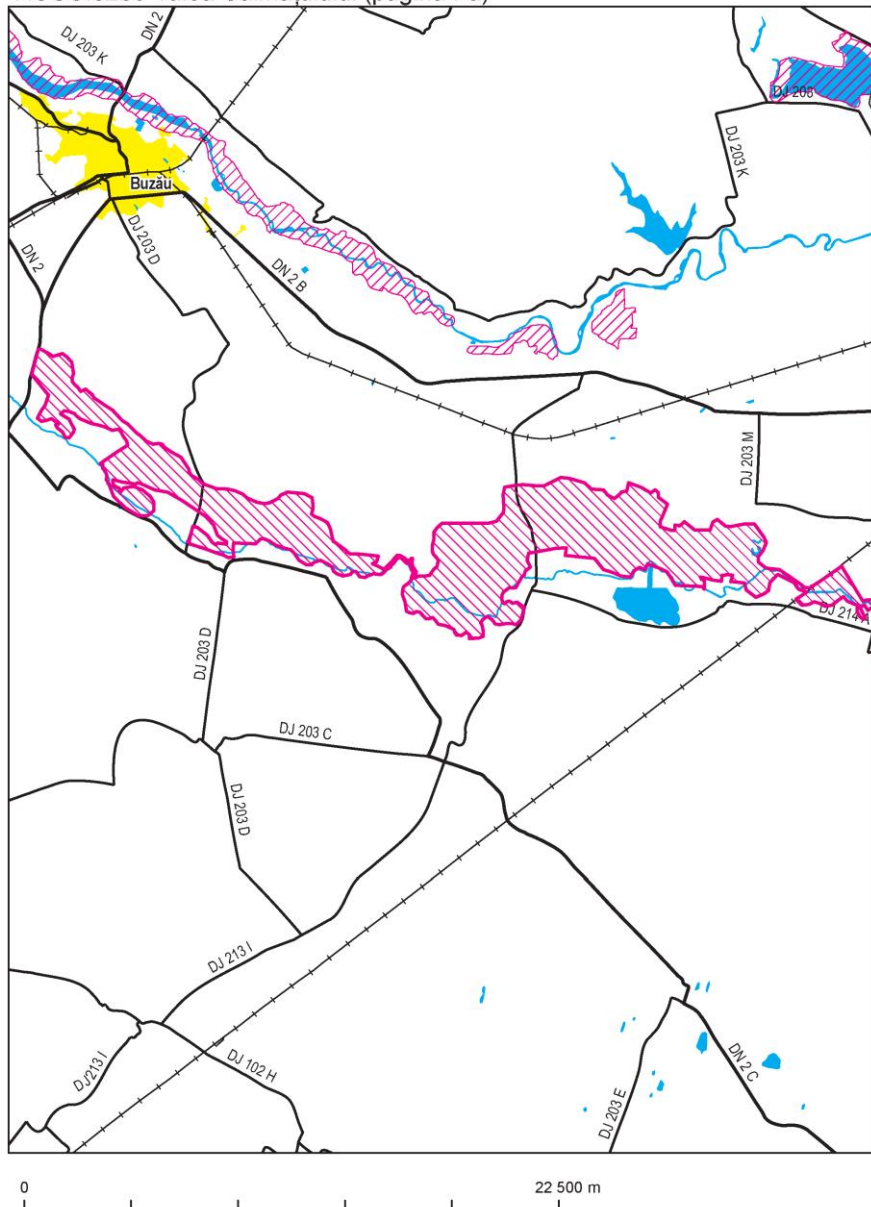 DJ 203 K
DN 2
DJ 206
DJ 203 K
Buzău
DJ 203 D
DN 2
DN 2 B
DJ 203 M
DJ 214 A
DJ 203 D
DJ 203 C
DJ 203 D
DJ 213 I
DJ 213 I
DJ 102 H
DJ 203 E
DN 2 C
0
22 500 m